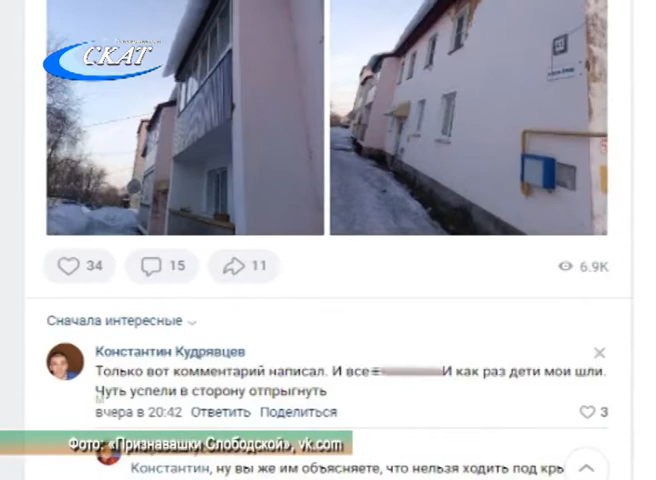 СКАТ
34
15
11
6.9K
Сначала интересные
Константин Кудрявцев
Только вот комментарий написал. И все И как раз дети мои шли.
Чуть успели в сторону отпрыгнуть
вчера в 20:42 Ответить Поделиться
3
Фото: «Признавашки Слободской», vk.com
Константин, ну вы же им объясняете, что нельзя ходить под кры